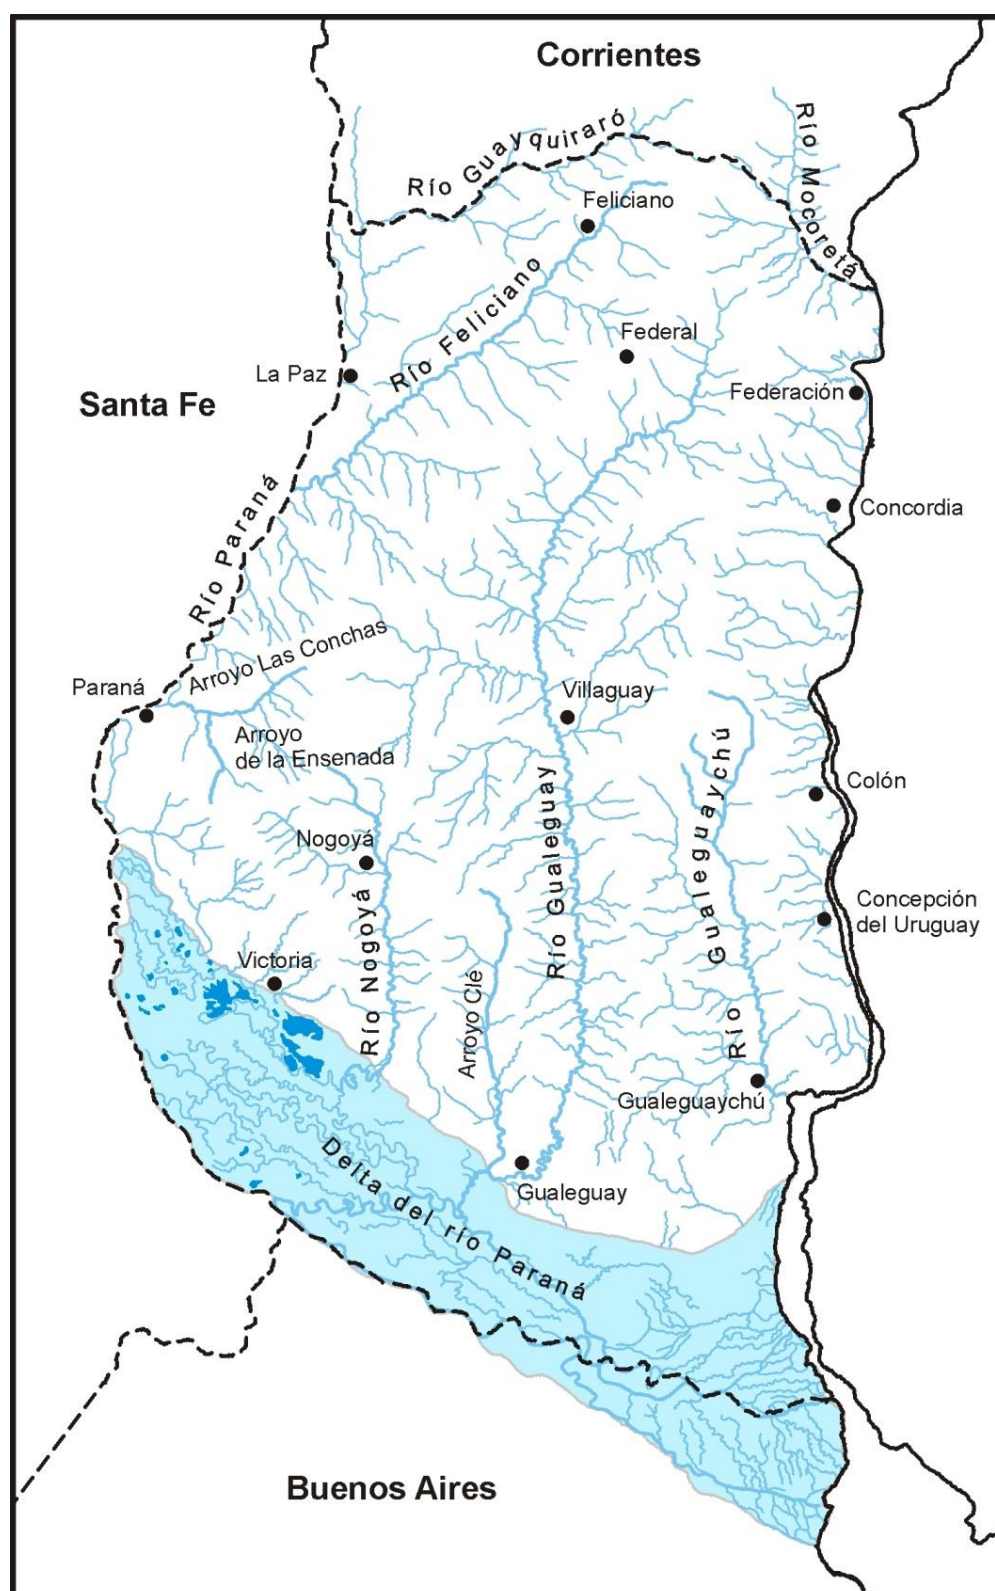 Corrientes
Río Guayquiraró
Río Mocoretá
Feliciano
Río Feliciano
Federal
La Paz
Federación
Santa Fe
Concordia
Río Paraná
Arroyo Las Conchas
Paraná
Villaguay
Arroyo
de la Ensenada
Colón
Nogoyá
Río Gualeguay
Río Gualeguaychú
Concepción
del Uruguay
Victoria
Río Nogoyá
Arroyo Clé
Gualeguaychú
Gualeguay
Delta del río Paraná
Buenos Aires